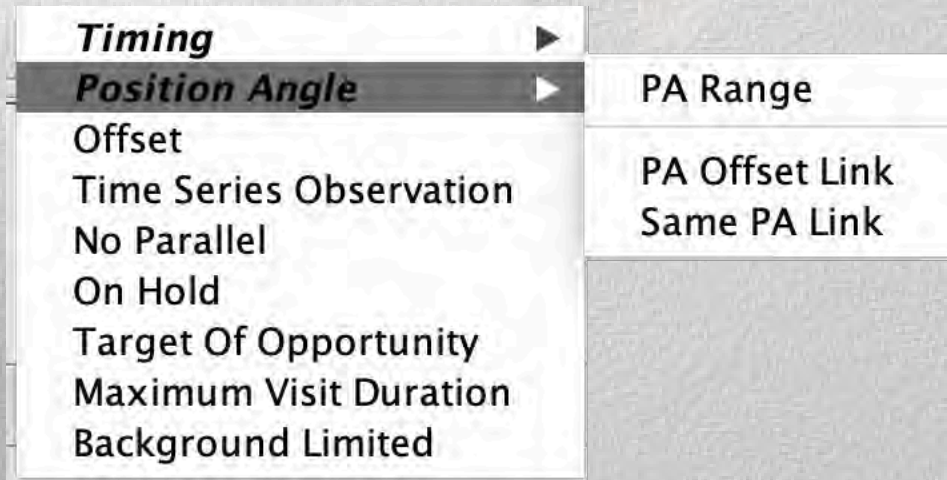 Timing
Position Angle
Offset
Time Series Observation
No Parallel
On Hold
Target Of Opportunity
Maximum Visit Duration
Background Limited
PA Range
PA Offset Link
Same PA Link